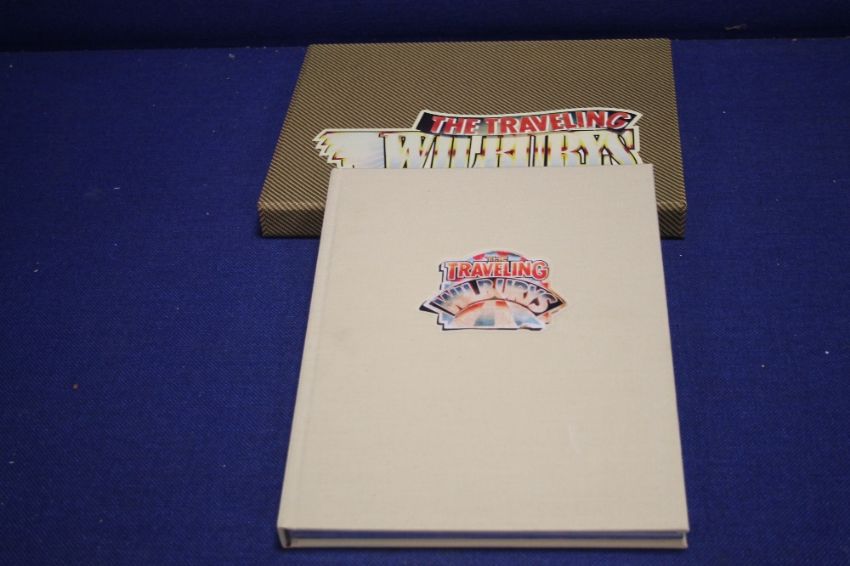 THE TRAVELING
WILBURYS
THE
TRAVELING
WILBURYS